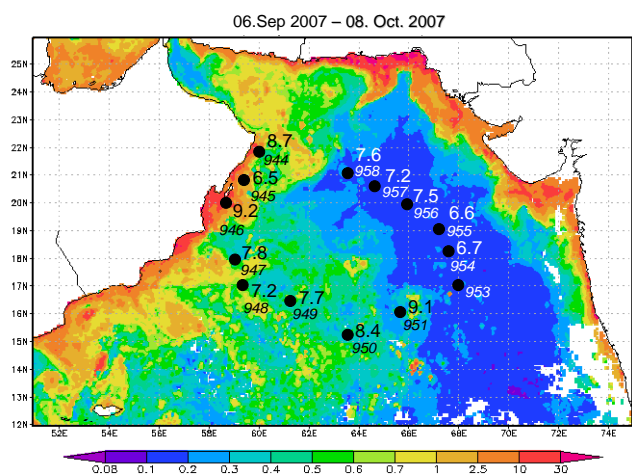 06.Sep 2007 – 08. Oct. 2007
25N
24N
23N
22N
21N
20N
19N
18N
17N
16N
15N
14N
13N
12N
8.7
944
6.5
945
9.2
946
7.8
947
7.2
948
7.7
949
8.4
950
9.1
951
953
6.7
954
6.6
955
7.5
956
7.2
957
7.6
958
52E 54E 56E 58E 60E 62E 64E 66E 68E 70E 72E 74E
0.08 0.1 0.2 0.3 0.4 0.5 0.6 0.7 1 2.5 10 30